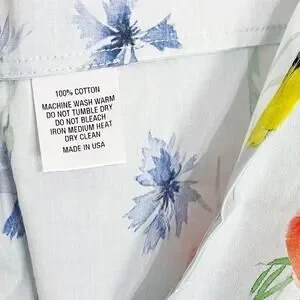 100% COTTON
MACHINE WASH WARM
DO NOT TUMBLE DRY
DO NOT BLEACH
IRON MEDIUM HEAT
DRY CLEAN
MADE IN USA